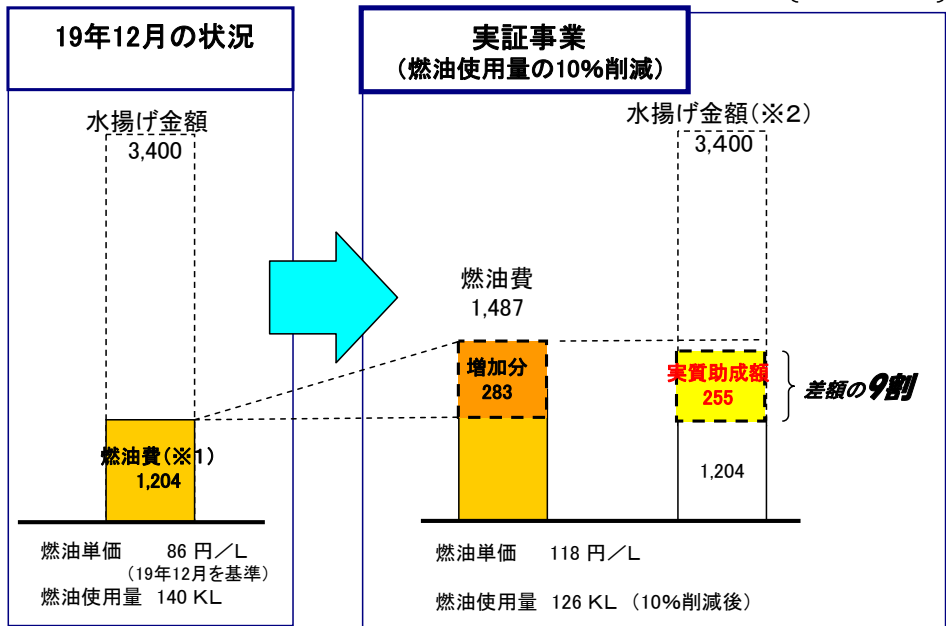 19年12月の状況
水揚げ金額
3,400
燃油費(※1)
1,204
燃油単価 86 円／L
(19年12月を基準)
燃油使用量 140 KL
実証事業
(燃油使用量の10%削減)
水揚げ金額(※2)
3,400
燃油費
1,487
増加分
283
実質助成額
255
差額の9割
1,204
燃油単価 118 円／L
燃油使用量 126 KL (10%削減後)